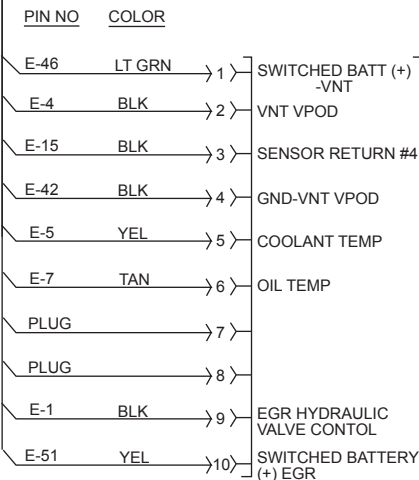 PIN NO COLOR
E-46 LT GRN 1 SWITCHED BATT (+)
-VNT
E-4 BLK 2 VNT VPOD
E-15 BLK 3 SENSOR RETURN #4
E-42 BLK 4 GND-VNT VPOD
E-5 YEL 5 COOLANT TEMP
E-7 TAN 6 OIL TEMP
PLUG 7
PLUG 8
E-1 BLK 9 EGR HYDRAULIC
VALVE CONTOL
E-51 YEL 10 SWITCHED BATTERY
(+) EGR